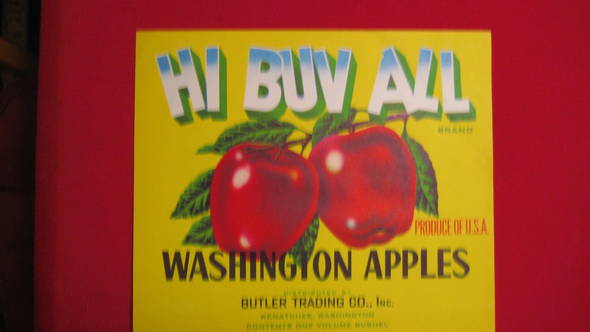 HI BUY ALL
BRAND
PRODUCE OF U.S.A.
WASHINGTON APPLES
DISTRIBUTED BY
BUTLER TRADING CO., INC.
WENATCHEE, WASHINGTON
CONTENTS ONE VOLUME BUSHEL